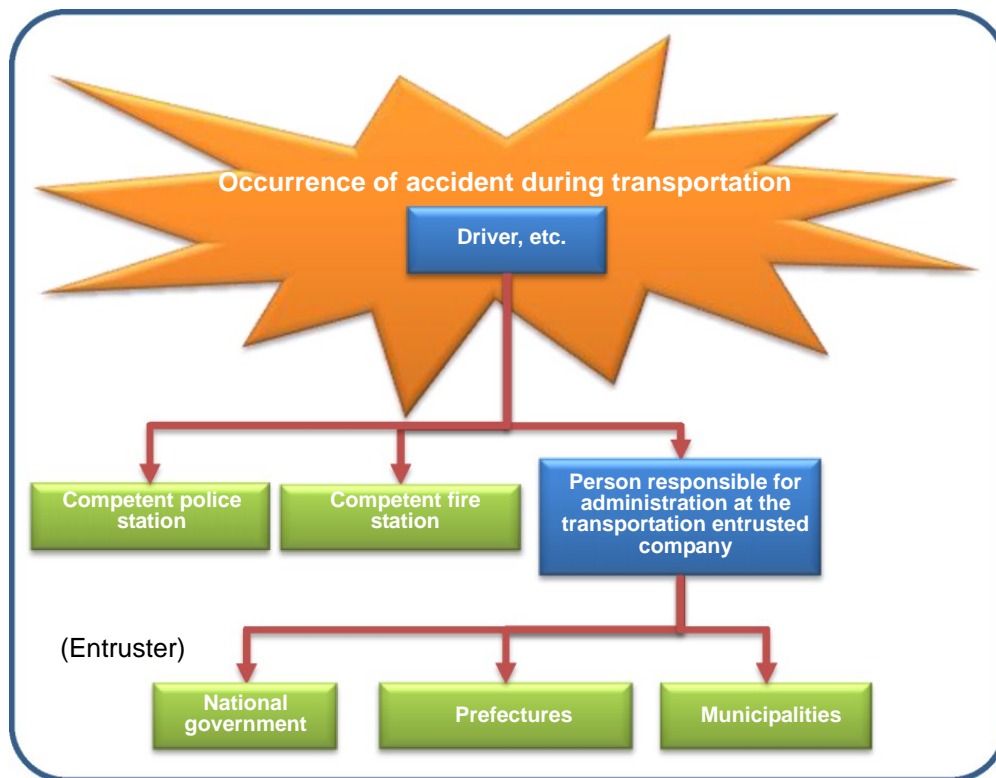 Occurrence of accident during transportation
Driver, etc.
Competent police
station
Competent fire
station
Person responsible for
administration at the
transportation entrusted
company
(Entruster)
National
government
Prefectures
Municipalities